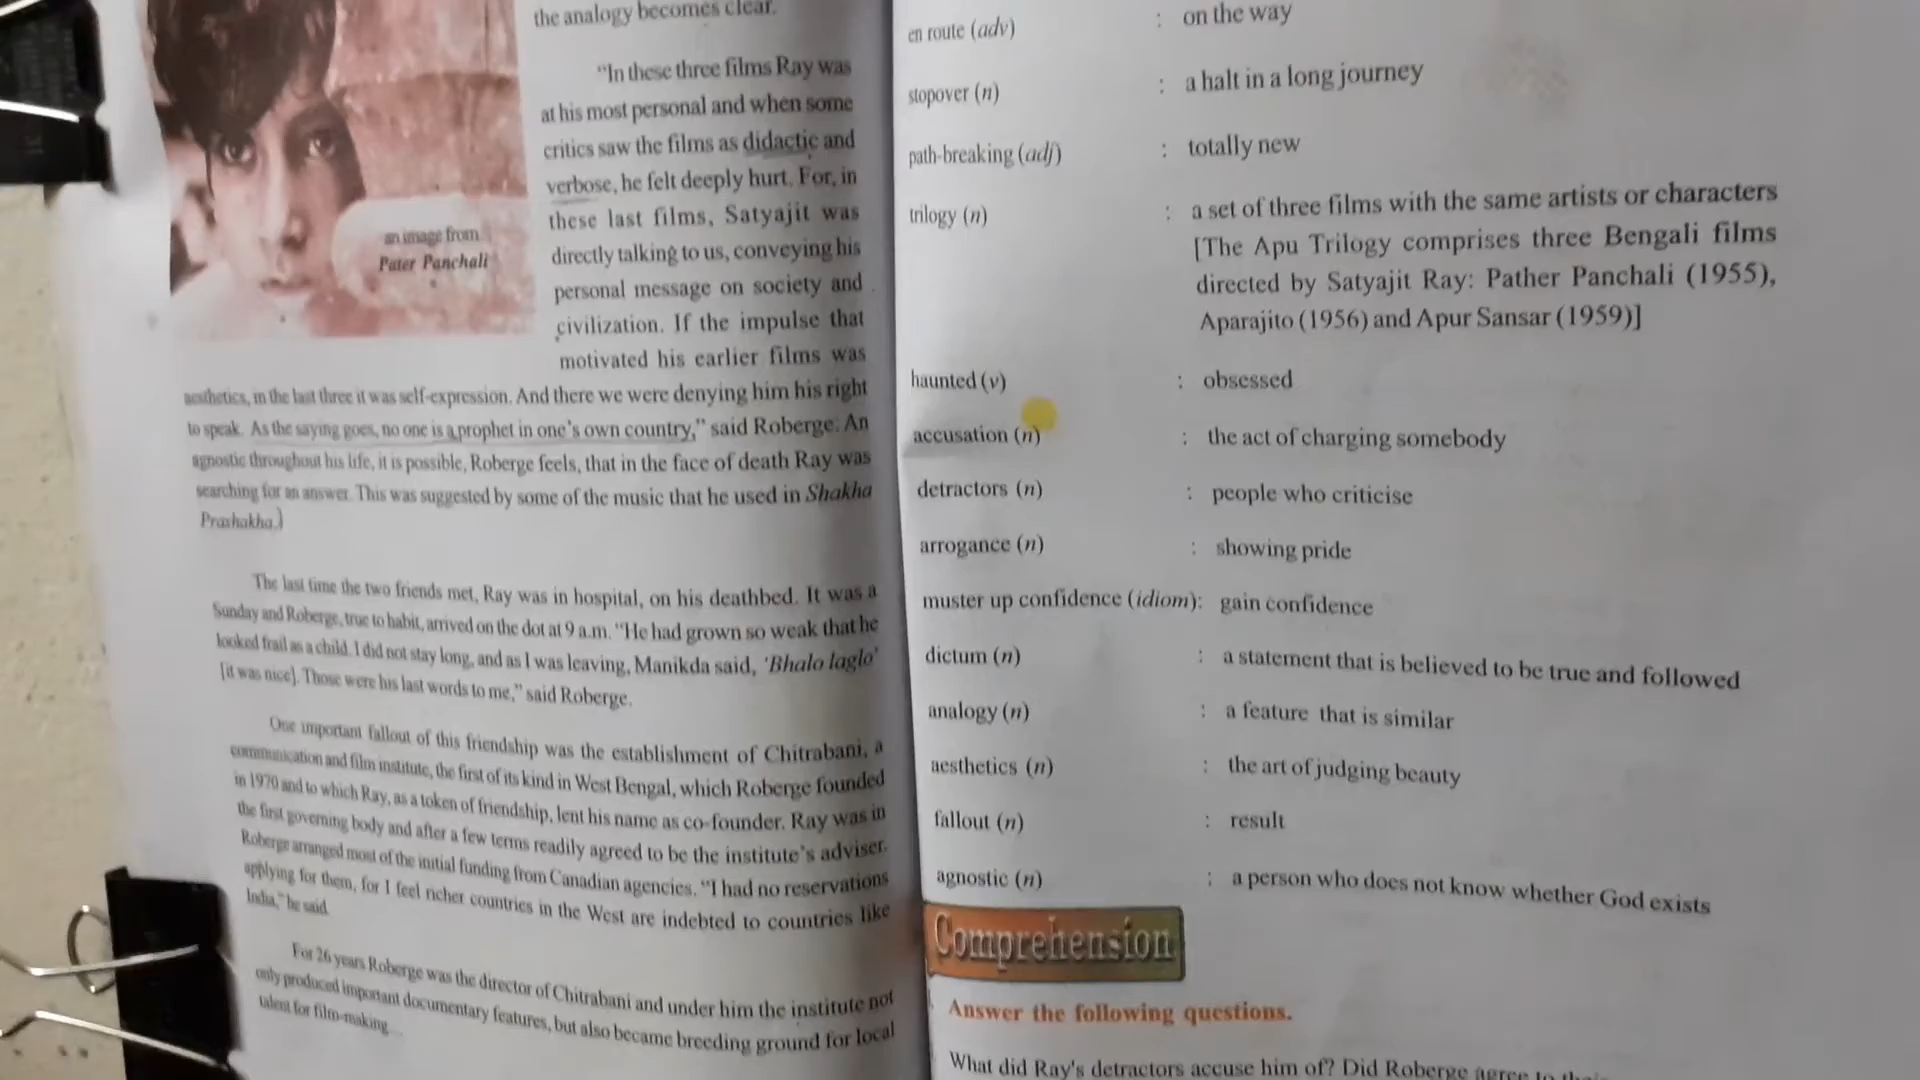 the analogy becomes clear.
"In these three films Ray was
at his most personal and when some
critics saw the films as didactic and
verbose, he felt deeply hurt. For, in
these last films, Satyajit was
directly talking to us, conveying his
personal message on society and
civilization. If the impulse that
motivated his earlier films was
an image from
Pater Panchali
aesthetics, in the last three it was self-expression. And there we were denying him his right
to speak. As the saying goes, no one is a prophet in one's own country," said Roberge. An
agnostic throughout his life, it is possible, Roberge feels, that in the face of death Ray was
searching for an answer. This was suggested by some of the music that he used in Shakha
Prashakha.)
The last time the two friends met, Ray was in hospital, on his deathbed. It was a
Sunday and Roberge, true to habit, arrived on the dot at 9 a.m. "He had grown so weak that he
looked frail as a child. I did not stay long, and as I was leaving, Manikda said, 'Bhalo laglo'
[it was nice]. Those were his last words to me," said Roberge.
One important fallout of this friendship was the establishment of Chitrabani, a
communication and film institute, the first of its kind in West Bengal, which Roberge founded
in 1970 and to which Ray, as a token of friendship, lent his name as co-founder. Ray was in
the first governing body and after a few terms readily agreed to be the institute's adviser.
Roberge arranged most of the initial funding from Canadian agencies. "I had no reservations
applying for them, for I feel richer countries in the West are indebted to countries like
India," he said.
For 26 years Roberge was the director of Chitrabani and under him the institute not
only produced important documentary features, but also became breeding ground for local
talent for film-making...
en route (adv) : on the way
stopover (n) : a halt in a long journey
path-breaking (adj) : totally new
trilogy (n) : a set of three films with the same artists or characters
[The Apu Trilogy comprises three Bengali films
directed by Satyajit Ray: Pather Panchali (1955),
Aparajito (1956) and Apur Sansar (1959)]
haunted (v) : obsessed
accusation (n) : the act of charging somebody
detractors (n) : people who criticise
arrogance (n) : showing pride
muster up confidence (idiom): gain confidence
dictum (n) : a statement that is believed to be true and followed
analogy (n) : a feature that is similar
aesthetics (n) : the art of judging beauty
fallout (n) : result
agnostic (n) : a person who does not know whether God exists
Comprehension
Answer the following questions.
What did Ray's detractors accuse him of? Did Roberge agree to